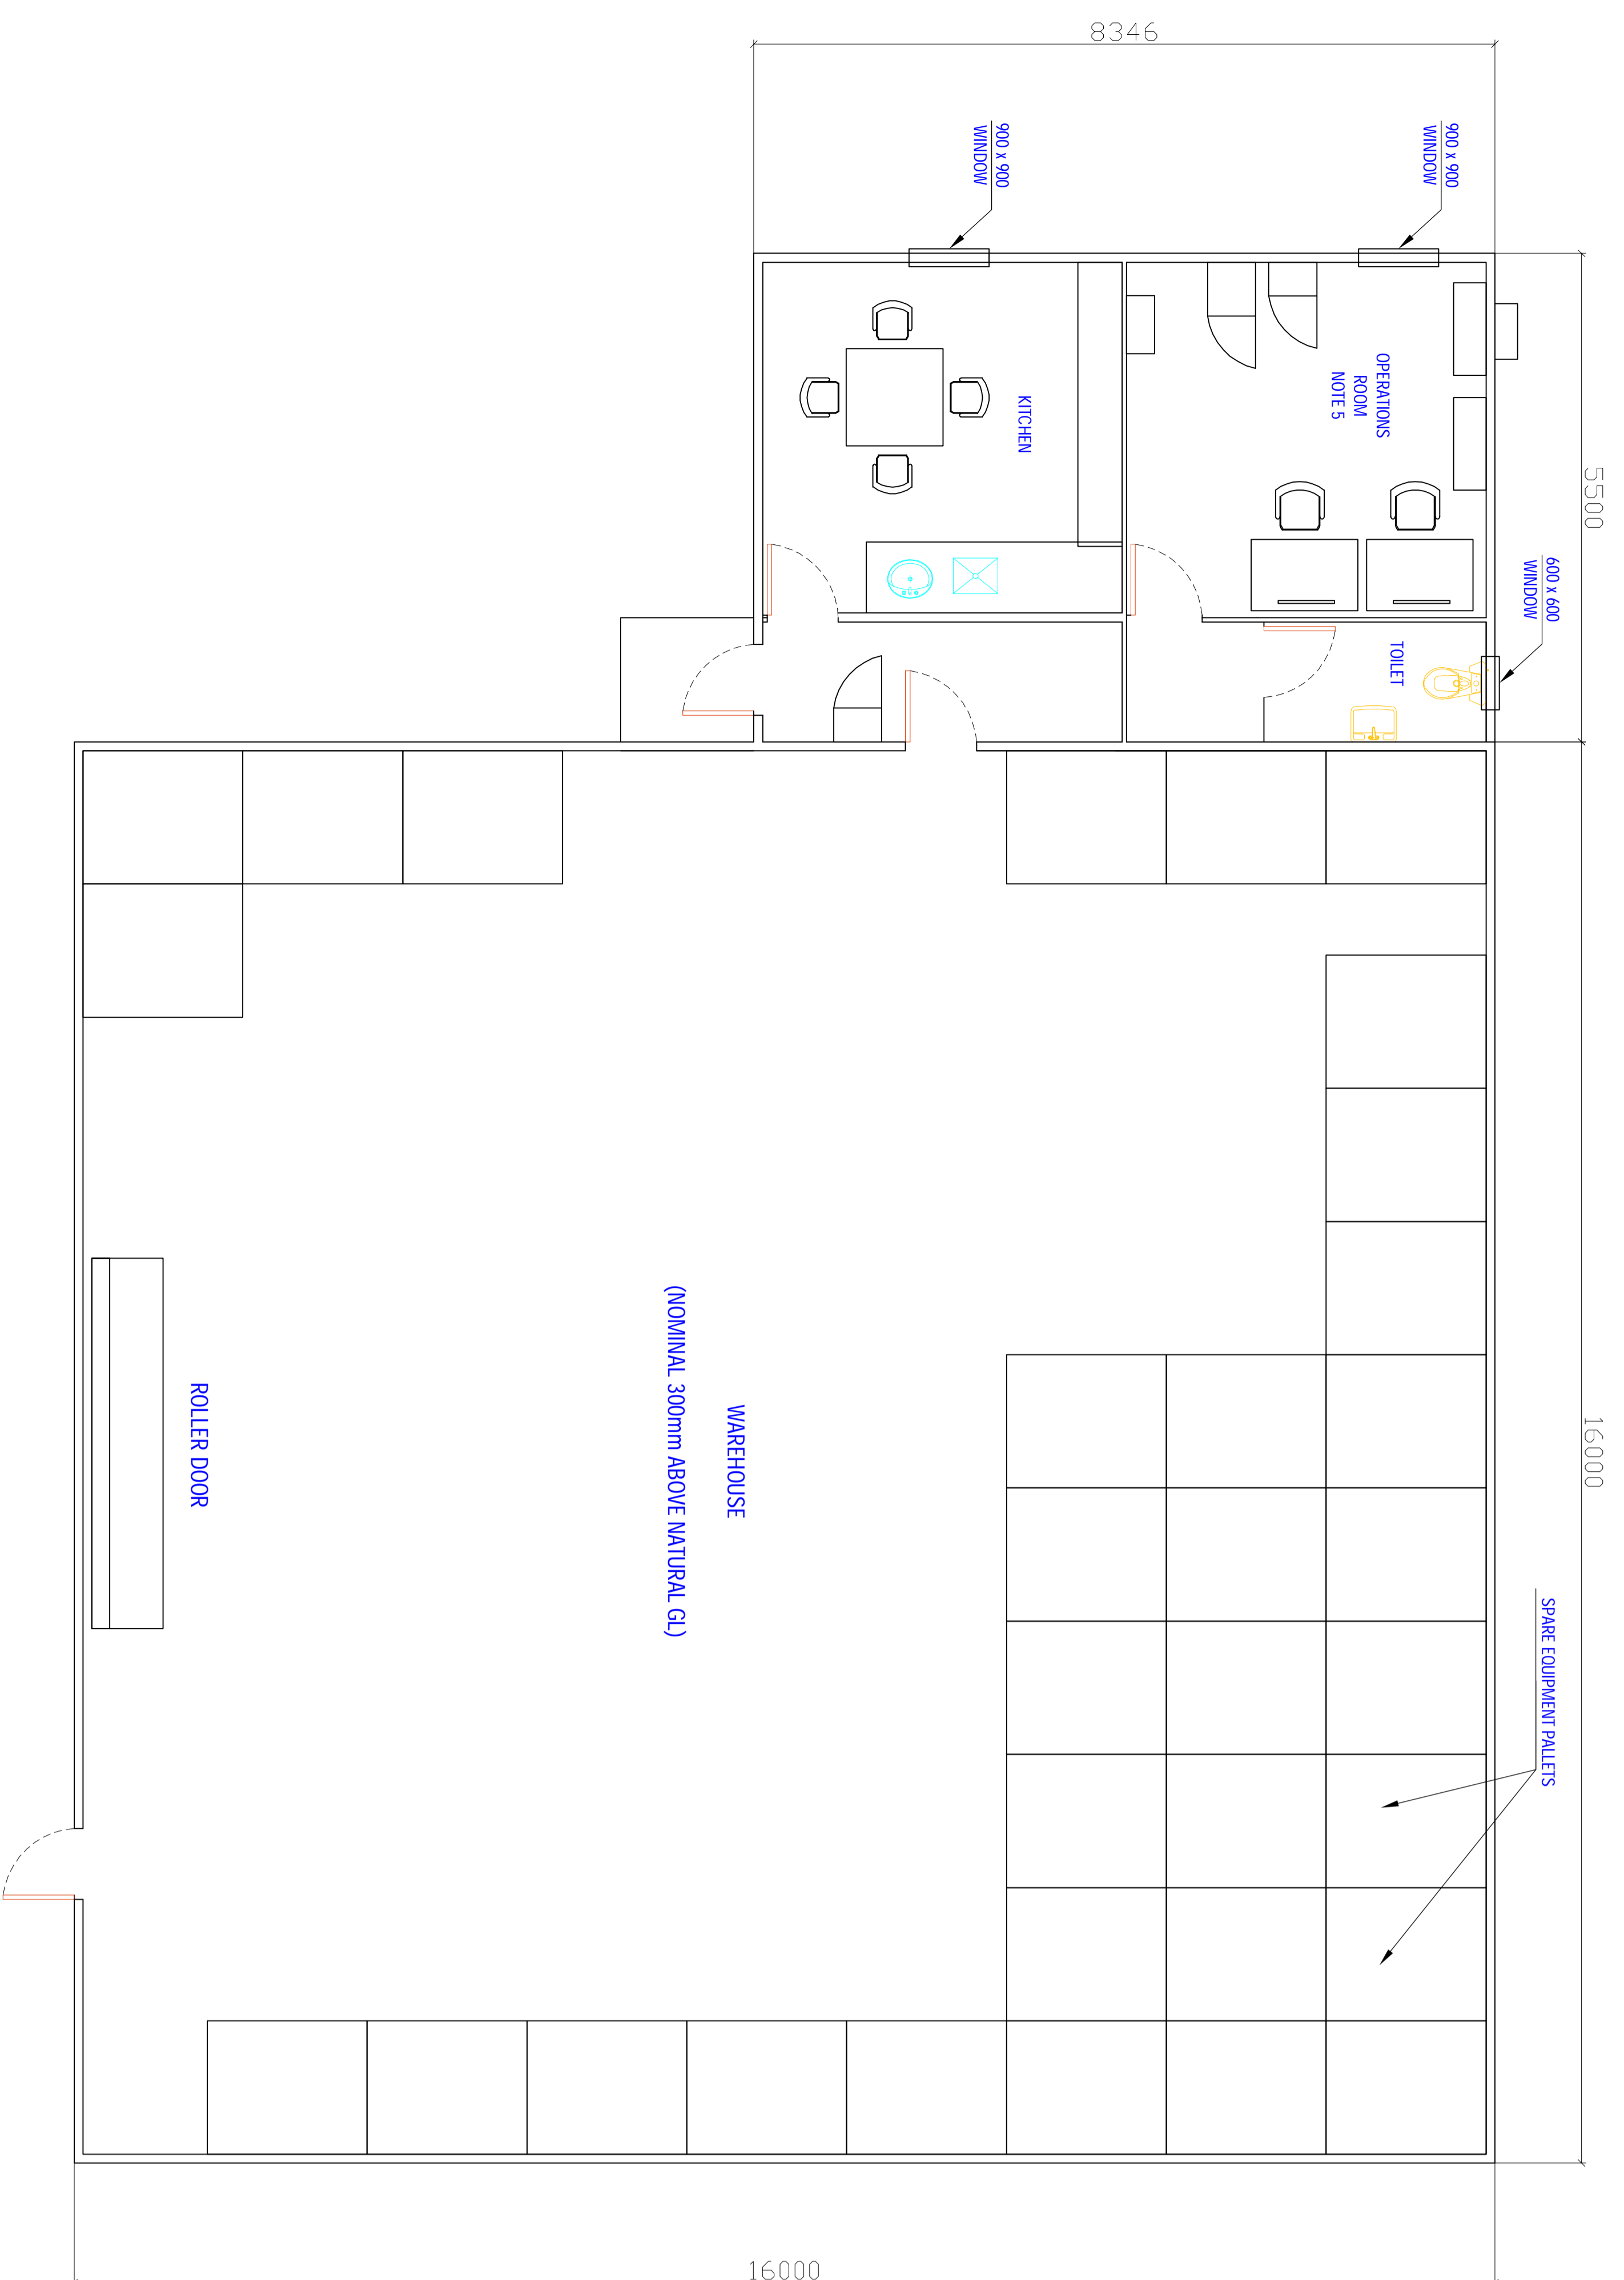 8346
900 x 900
WINDOW
900 x 900
WINDOW
5500
600 x 600
WINDOW
OPERATIONS
ROOM
NOTE 5
KITCHEN
TOILET
16000
WAREHOUSE
(NOMINAL 300mm ABOVE NATURAL GL)
ROLLER DOOR
SPARE EQUIPMENT PALLETS
16000